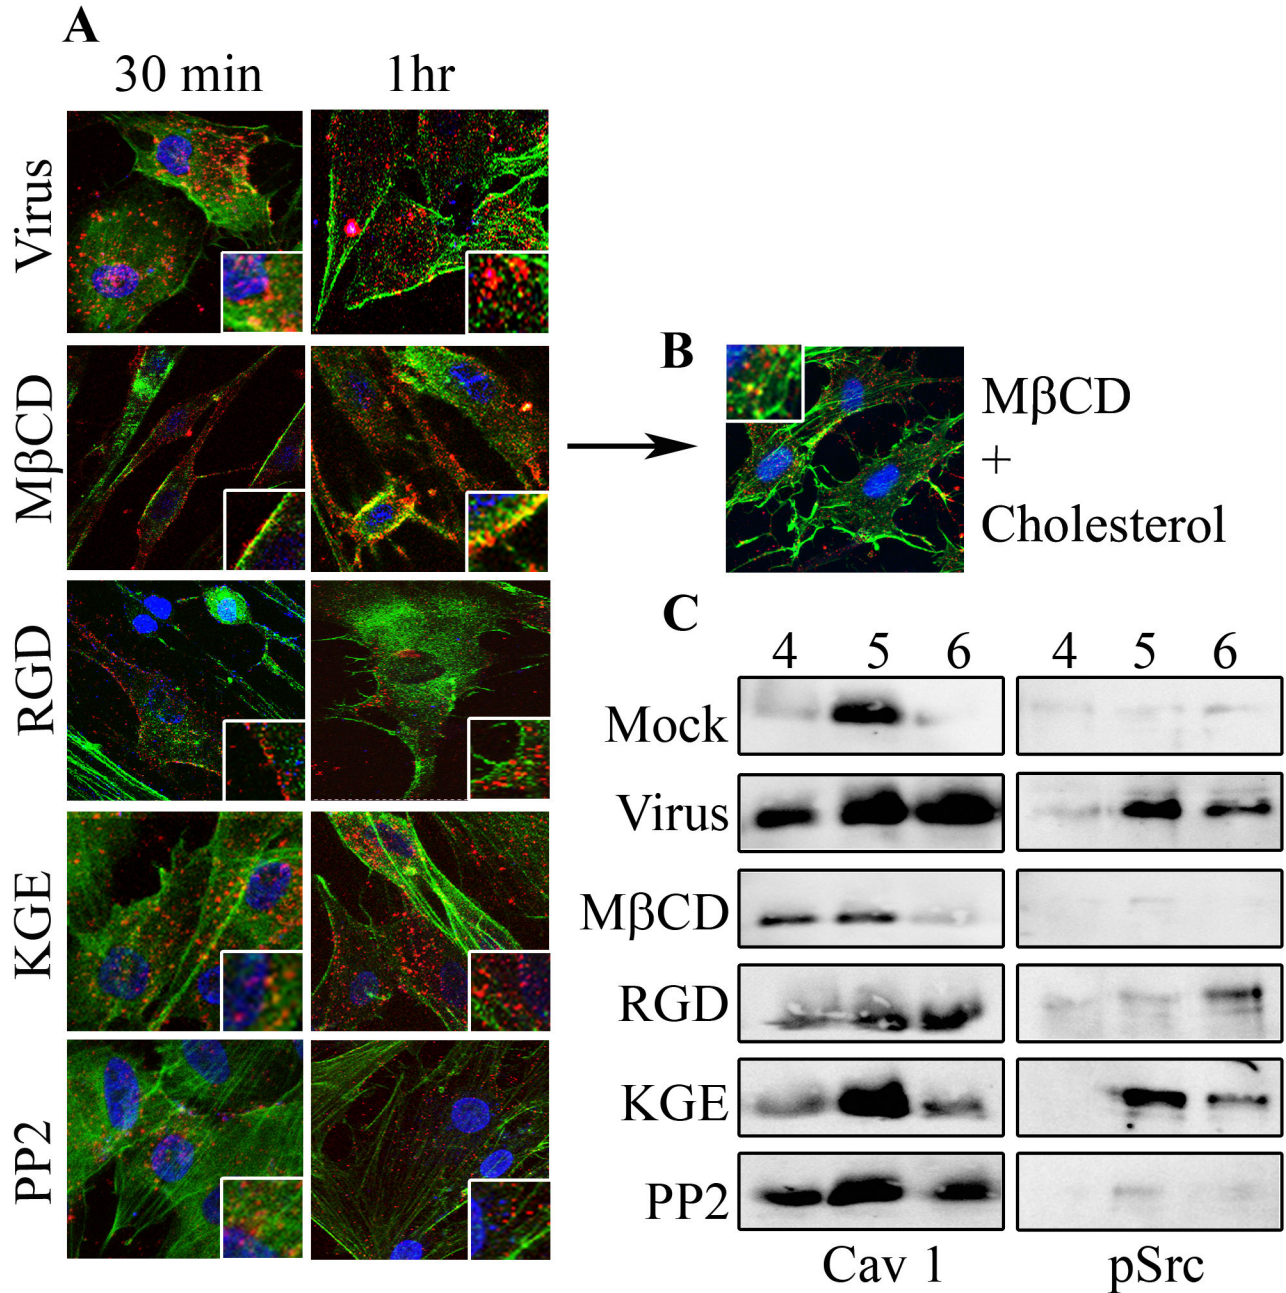 A
30 min 1hr
Virus
MβCD
RGD
KGE
PP2
B
MβCD
+
Cholesterol
C
4 5 6 4 5 6
Mock
Virus
MβCD
RGD
KGE
PP2
Cav 1 pSrc